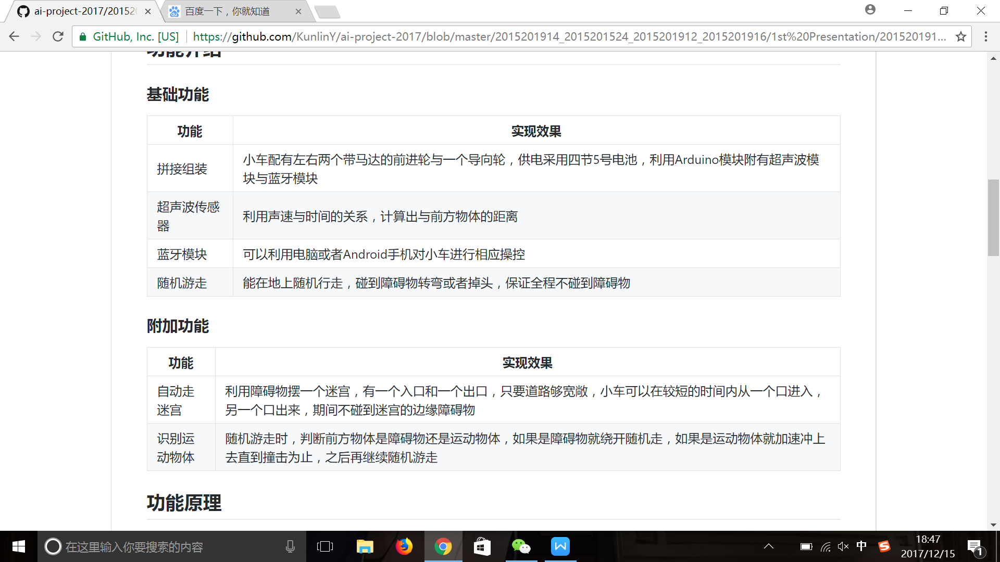 ai-project-2017/20152
百度一下，你就知道
GitHub, Inc. [US]
https://github.com/KunlinY/ai-project-2017/blob/master/2015201914_2015201524_2015201912_2015201916/1st%20Presentation/201520191...
功能介绍
基础功能
功能 实现效果
拼接组装 小车配有左右两个带马达的前进轮与一个导向轮，供电采用四节5号电池，利用Arduino模块附有超声波模
块与蓝牙模块
超声波传感
器
利用声速与时间的关系，计算出与前方物体的距离
蓝牙模块 可以利用电脑或者Android手机对小车进行相应操控
随机游走 能在地上随机行走，碰到障碍物转弯或者掉头，保证全程不碰到障碍物
附加功能
功能 实现效果
自动走
迷宫
利用障碍物摆一个迷宫，有一个入口和一个出口，只要道路够宽敞，小车可以在较短的时间内从一个口进入，
另一个口出来，期间不碰到迷宫的边缘障碍物
识别运
动物体
随机游走时，判断前方物体是障碍物还是运动物体，如果是障碍物就绕开随机走，如果是运动物体就加速冲上
去直到撞击为止，之后再继续随机游走
功能原理
在这里输入你要搜索的内容
中
18:47
2017/12/15
1